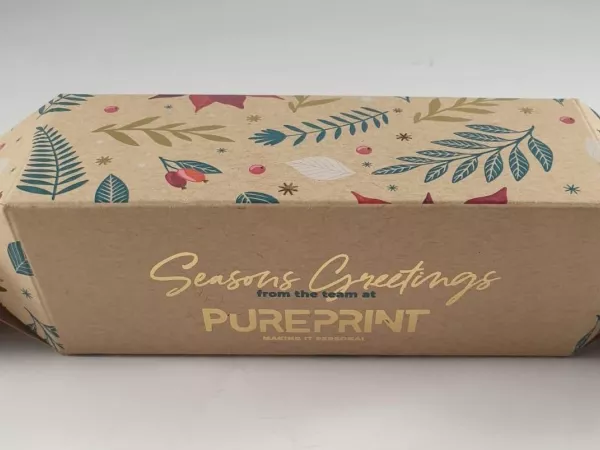 Seasons Greetings
from the team at
PUREPRINT
MAKING IT PERSONAL